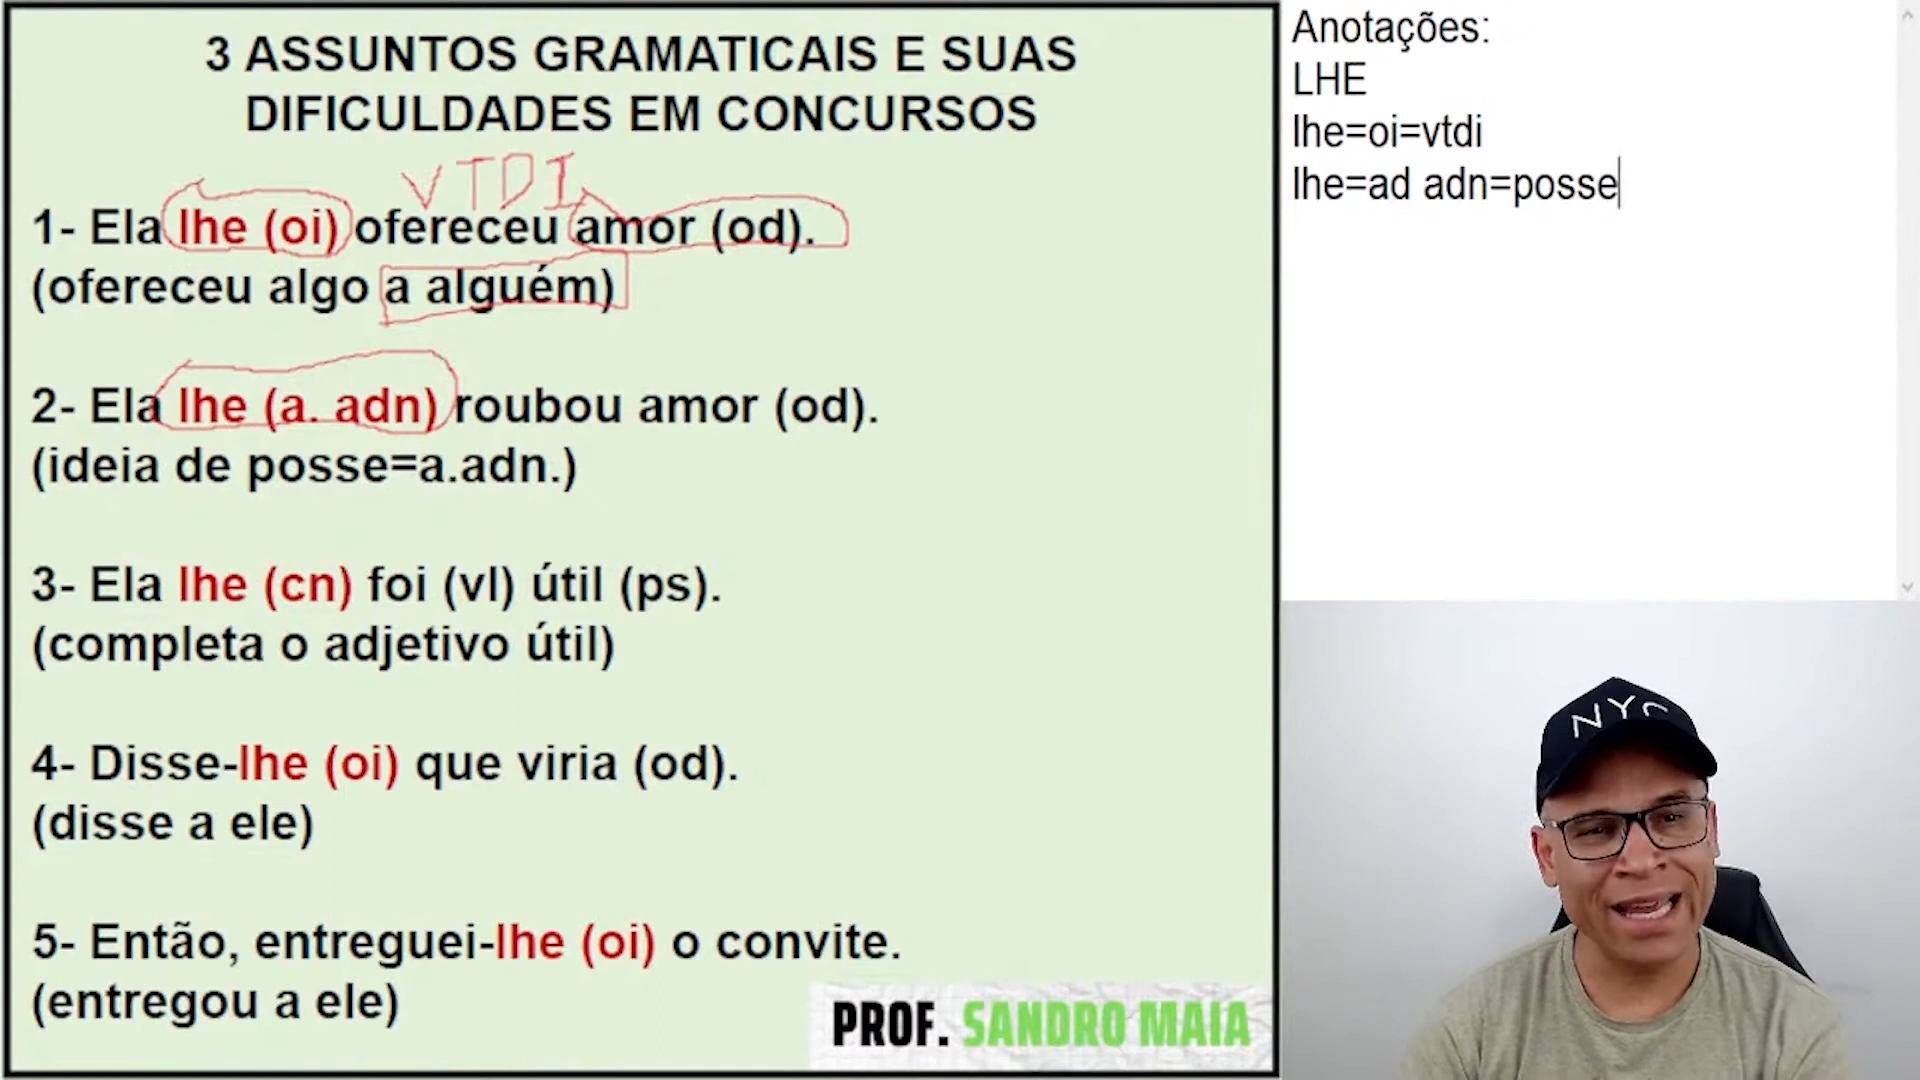 3 ASSUNTOS GRAMATICAIS E SUAS
DIFICULDADES EM CONCURSOS
VTDI
1- Ela lhe (oi) ofereceu amor (od).
(ofereceu algo a alguém)
2- Ela lhe (a. adn) roubou amor (od).
(ideia de posse=a.adn.)
3- Ela lhe (cn) foi (vl) útil (ps).
(completa o adjetivo útil)
4- Disse-lhe (oi) que viria (od).
(disse a ele)
5- Então, entreguei-lhe (oi) o convite.
(entregou a ele)
PROF. SANDRO MAIA
Anotações:
LHE
lhe=oi=vtdi
lhe=ad adn=posse
NYC